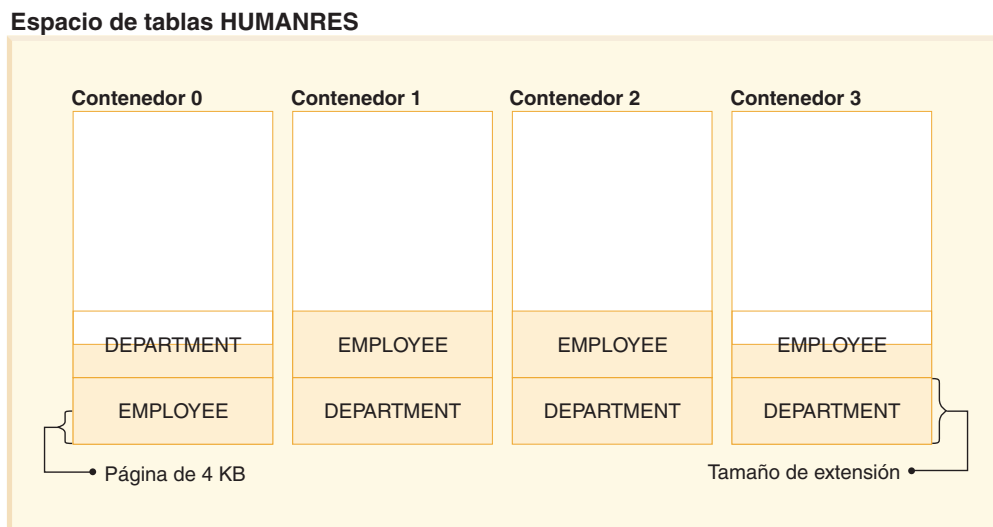 Espacio de tablas HUMANRES
Contenedor 0 Contenedor 1 Contenedor 2 Contenedor 3
DEPARTMENT EMPLOYEE EMPLOYEE EMPLOYEE
EMPLOYEE DEPARTMENT DEPARTMENT DEPARTMENT
Página de 4 KB Tamaño de extensión